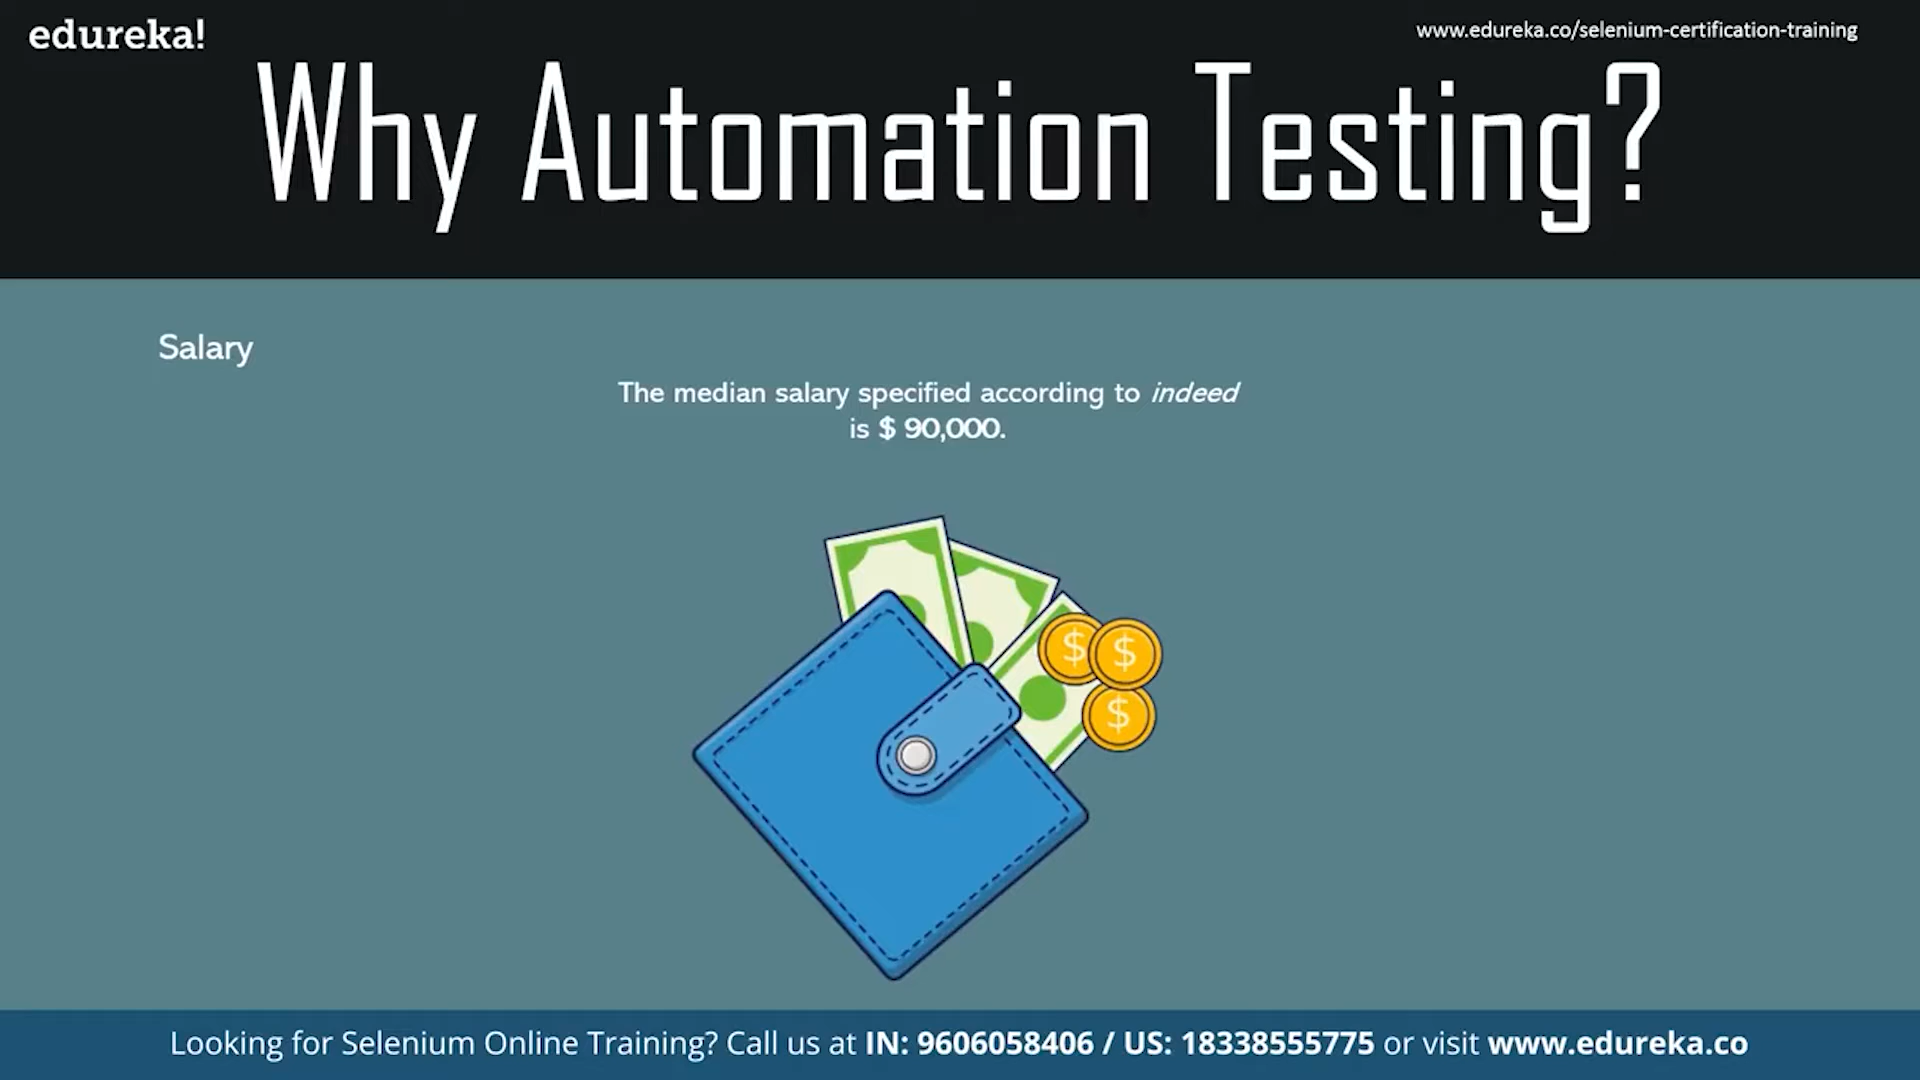 edureka!
www.edureka.co/selenium-certification-training
Why Automation Testing?
Salary
The median salary specified according to indeed
is $ 90,000.
$
$
$
Looking for Selenium Online Training? Call us at IN: 9606058406 / US: 18338555775 or visit www.edureka.co